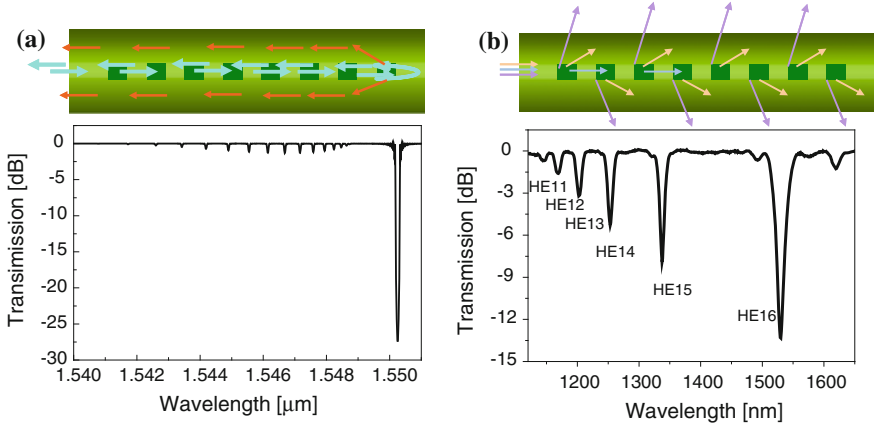 (a)
0
-5
-10
-15
-20
-25
-30
Transimission [dB]
1.540
1.542
1.544
1.546
1.548
1.550
Wavelength [μm]
(b)
0
-3
-6
-9
-12
-15
Transmission [dB]
HE11
HE12
HE13
HE14
HE15
HE16
1200
1300
1400
1500
1600
Wavelength [nm]